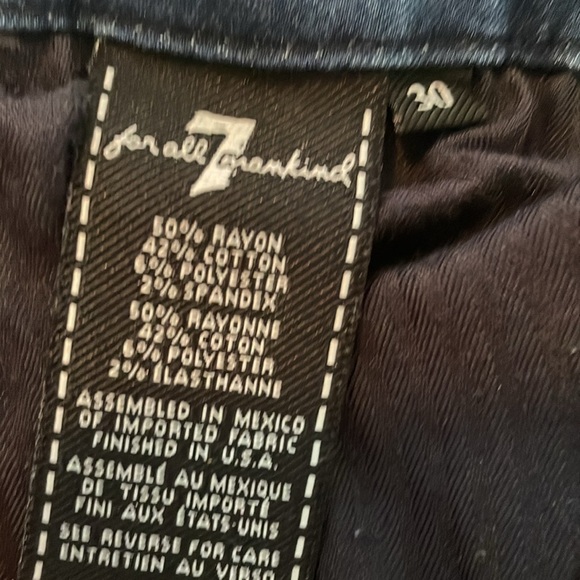 for all 7 mankind
30
50% RAYON
42% COTTON
6% POLYESTER
2% SPANDEX
50% RAYONNE
42% COTON
6% POLYESTER
2% ELASTHANNE
ASSEMBLED IN MEXICO
OF IMPORTED FABRIC
FINISHED IN U.S.A.
ASSEMBLÉ AU MEXIQUE
DE TISSU IMPORTÉ
FINI AUX ÉTATS-UNIS
SEE REVERSE FOR CARE
ENTRETIEN AU VERSO